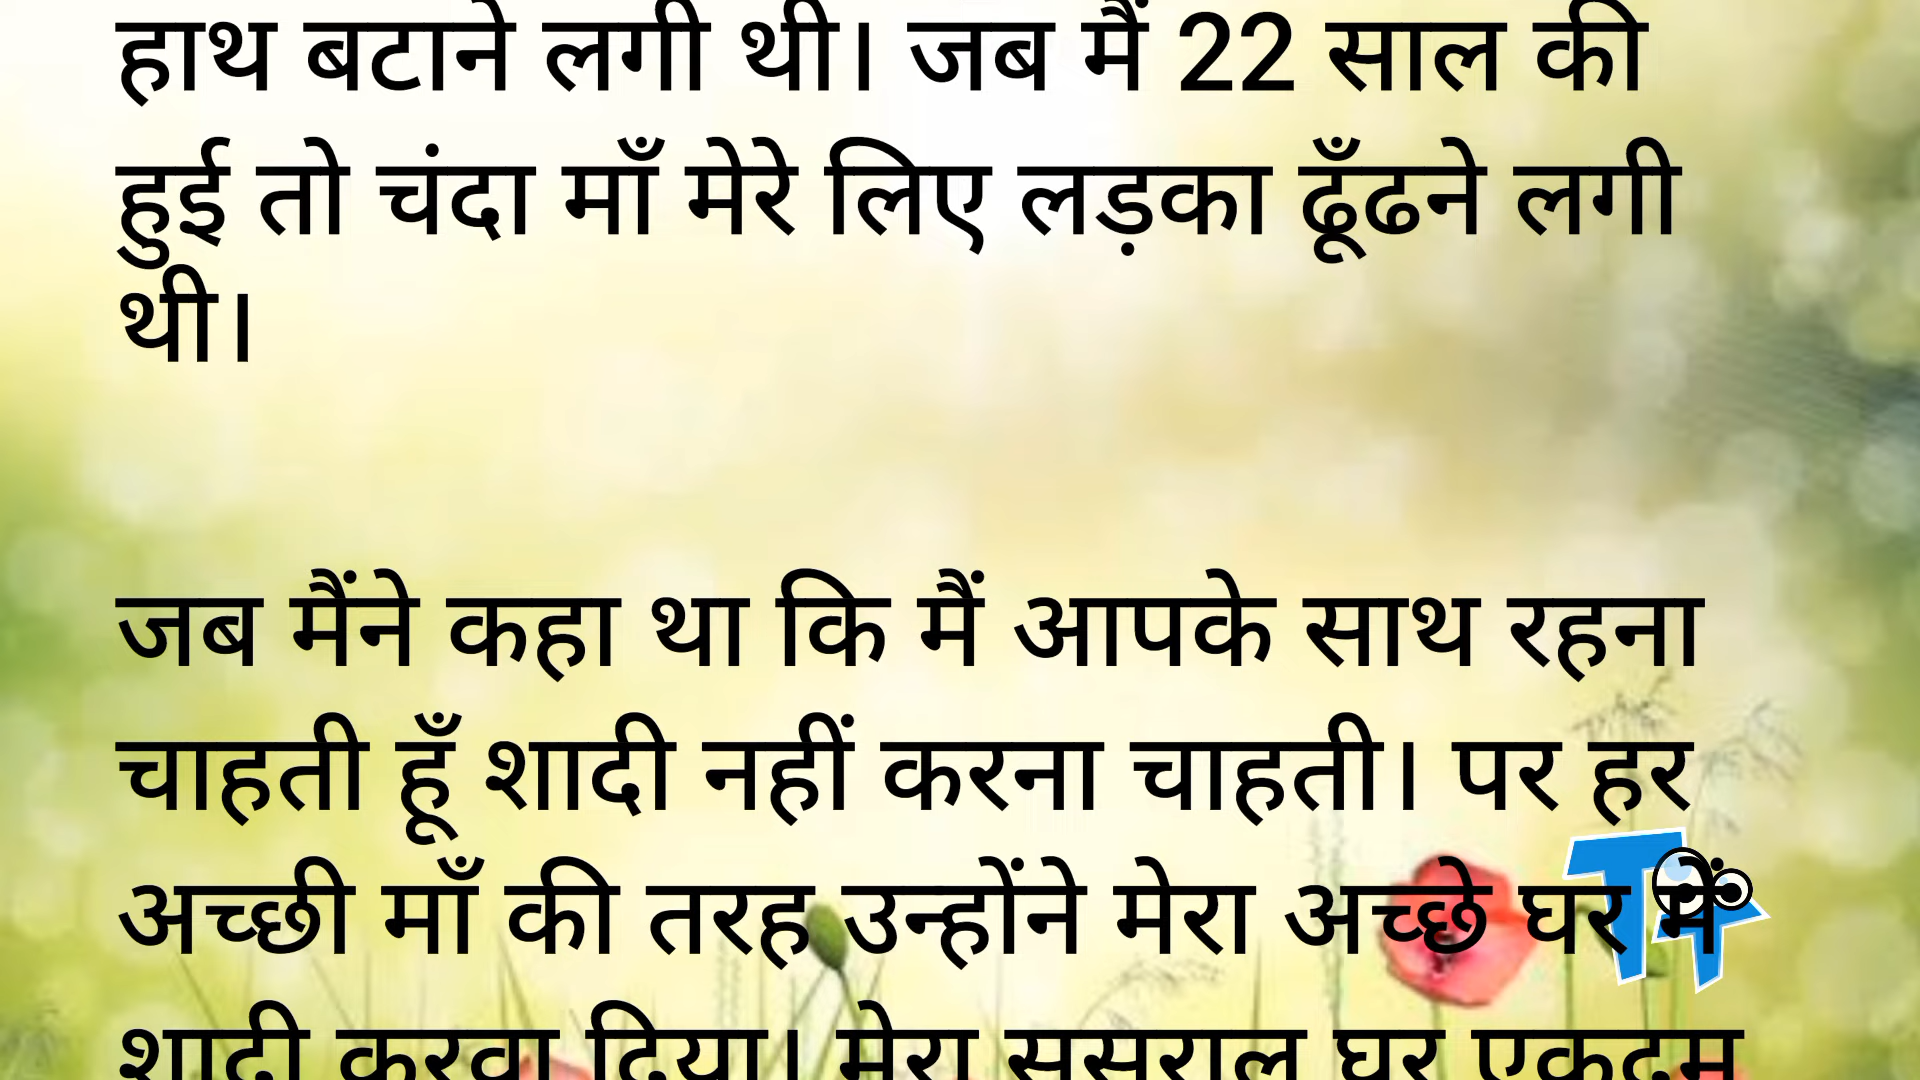 हाथ बटाने लगी थी। जब मैं 22 साल की
हुई तो चंदा माँ मेरे लिए लड़का ढूँढने लगी
थी।
जब मैंने कहा था कि मैं आपके साथ रहना
चाहती हूँ शादी नहीं करना चाहती। पर हर
अच्छी माँ की तरह उन्होंने मेरा अच्छे घर में
शादी करवा दिया। मेरा ससुराल घर एकदम